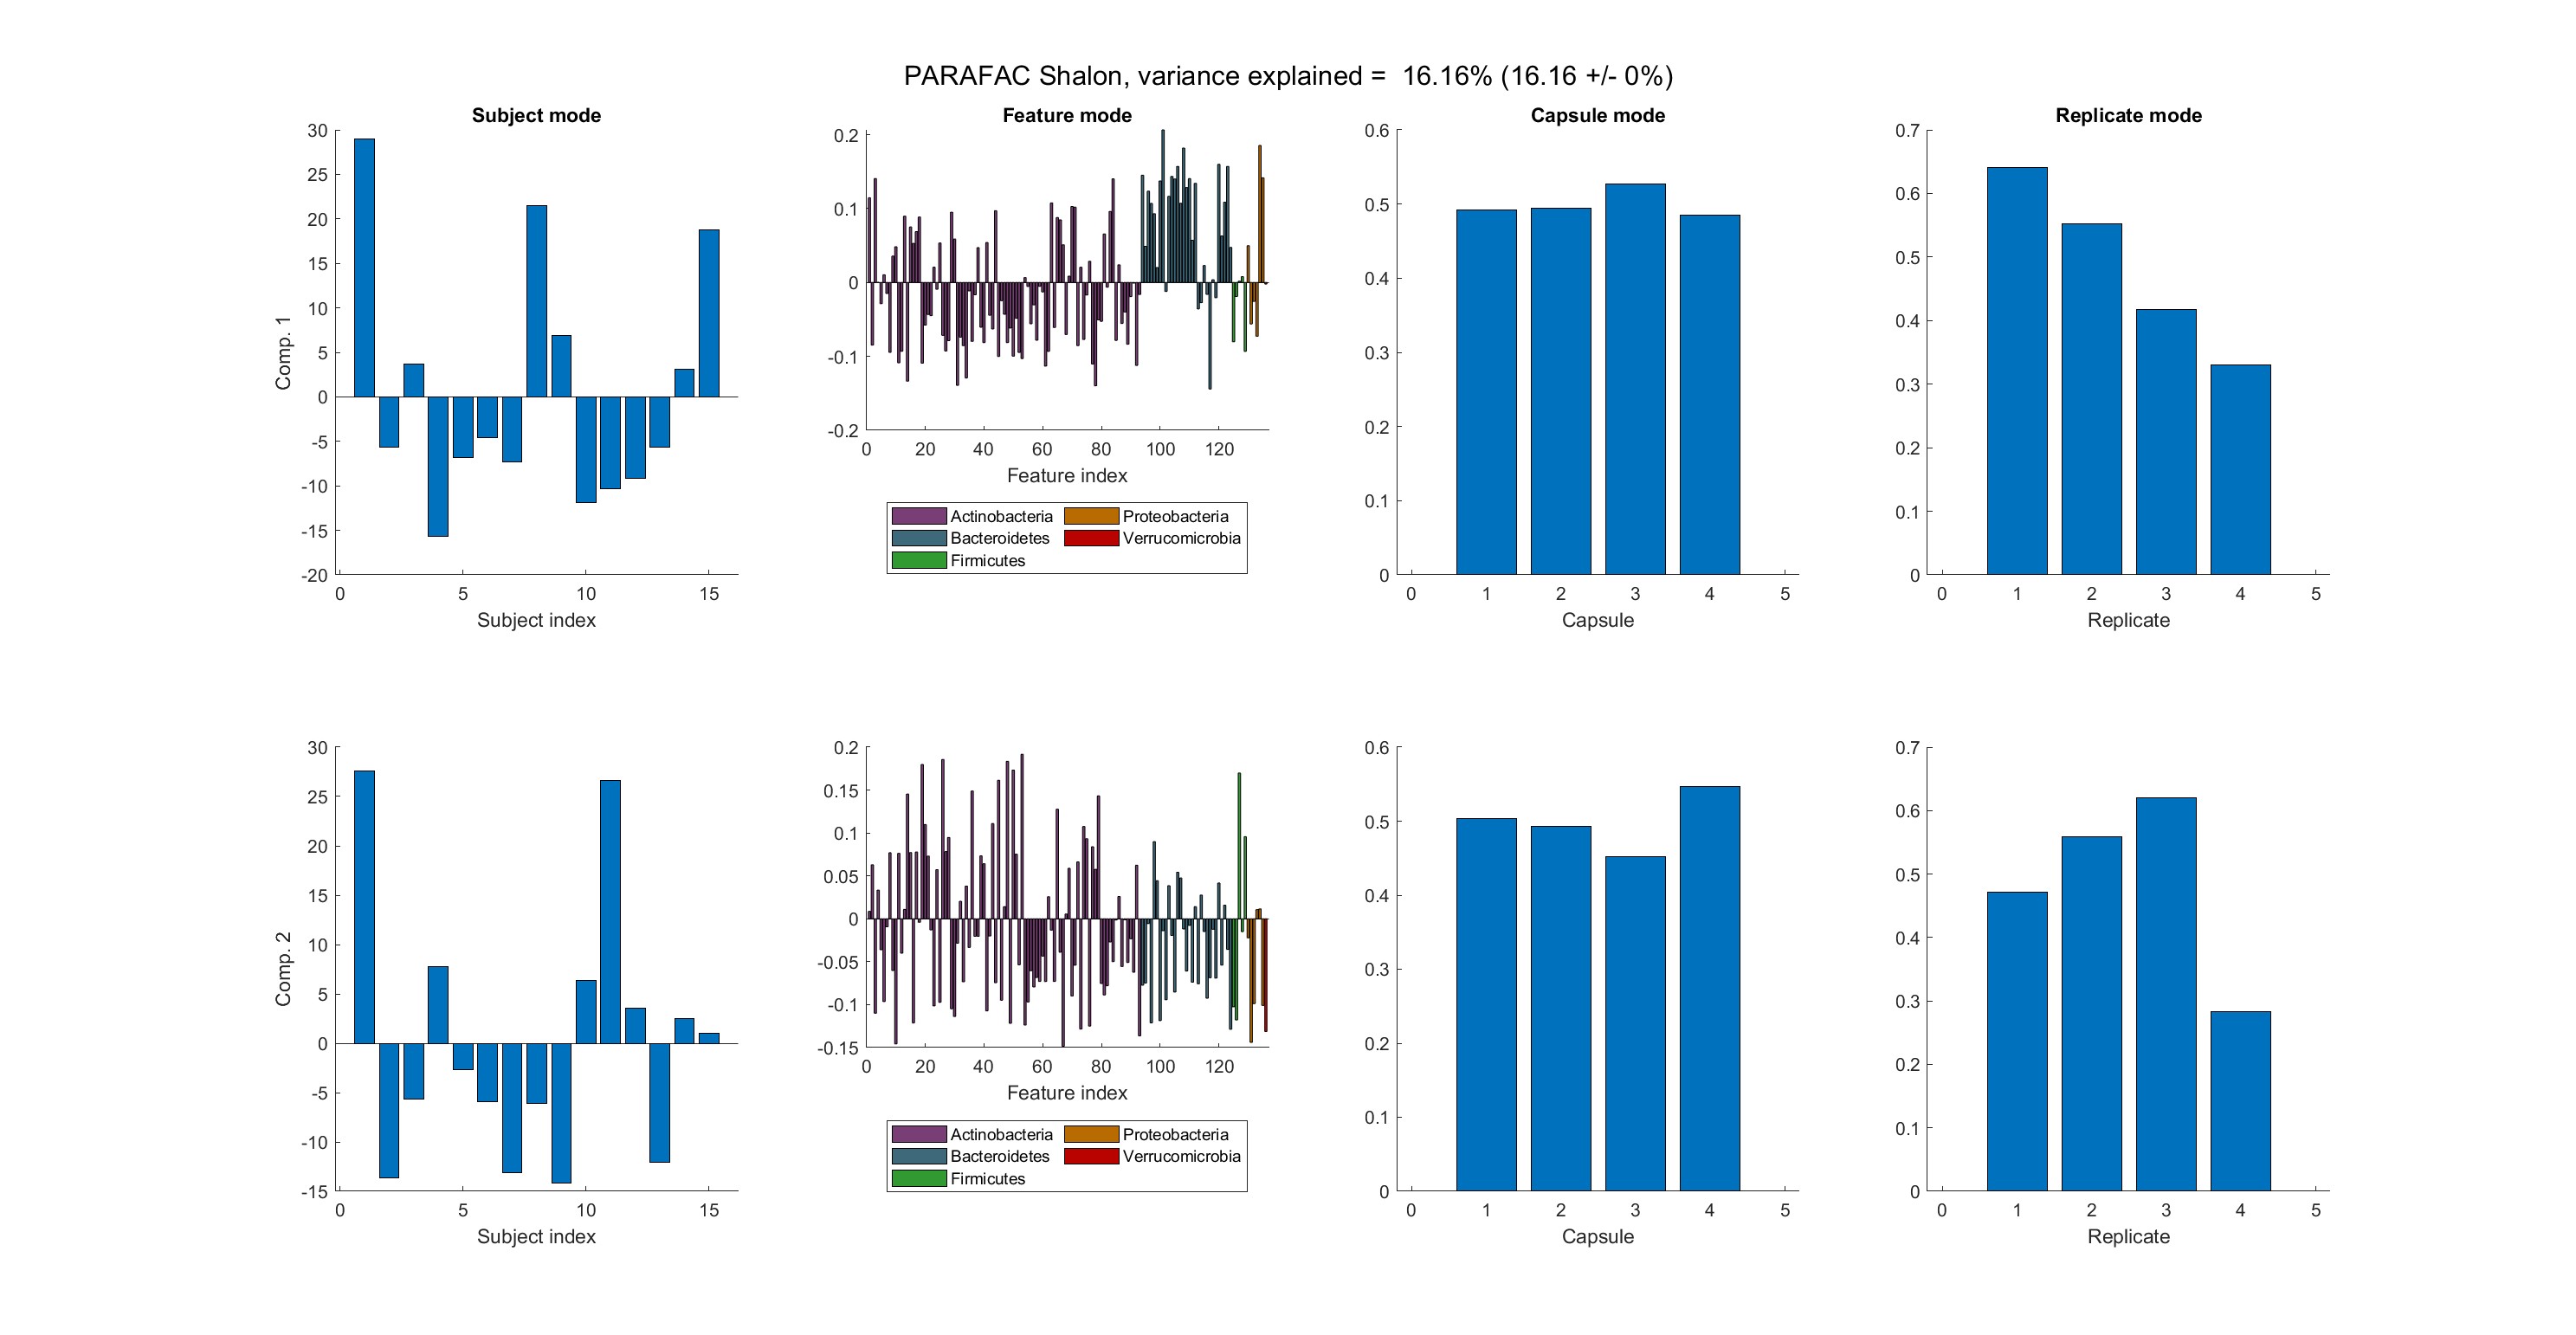 PARAFAC Shalon, variance explained =  16.16% (16.16 +/- 0%)
Subject mode
Feature mode
Capsule mode
Replicate mode
Comp. 1
30
25
20
15
10
5
0
-5
-10
-15
-20
0 5 10 15
Subject index
0.2
0.1
0
-0.1
-0.2
0 20 40 60 80 100 120
Feature index
Actinobacteria
Bacteroidetes
Firmicutes
Proteobacteria
Verrucomicrobia
0.6
0.5
0.4
0.3
0.2
0.1
0
0 1 2 3 4 5
Capsule
0.7
0.6
0.5
0.4
0.3
0.2
0.1
0
0 1 2 3 4 5
Replicate
Comp. 2
30
25
20
15
10
5
0
-5
-10
-15
0 5 10 15
Subject index
0.2
0.15
0.1
0.05
0
-0.05
-0.1
-0.15
0 20 40 60 80 100 120
Feature index
Actinobacteria
Bacteroidetes
Firmicutes
Proteobacteria
Verrucomicrobia
0.6
0.5
0.4
0.3
0.2
0.1
0
0 1 2 3 4 5
Capsule
0.7
0.6
0.5
0.4
0.3
0.2
0.1
0
0 1 2 3 4 5
Replicate